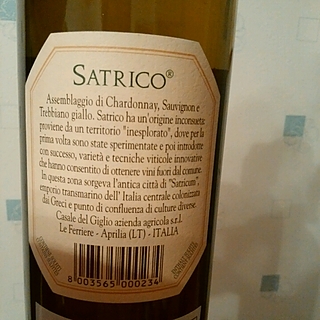 SATRICO®
Assemblaggio di Chardonnay, Sauvignon e
Trebbiano giallo. Satrico ha un'origine inconsueta:
proviene da un territorio "inesplorato", dove per la
prima volta sono state sperimentate e poi introdotte
con successo, varietà e tecniche viticole innovative
che hanno consentito di ottenere vini fuori dal comune.
In questa zona sorgeva l'antica città di "Satricum",
emporio transmarino dell' Italia centrale colonizzata
dai Greci e punto di confluenza di culture diverse.
Casale del Giglio azienda agricola s.r.l.
Le Ferriere - Aprilia (LT) - ITALIA
8 003565 000234